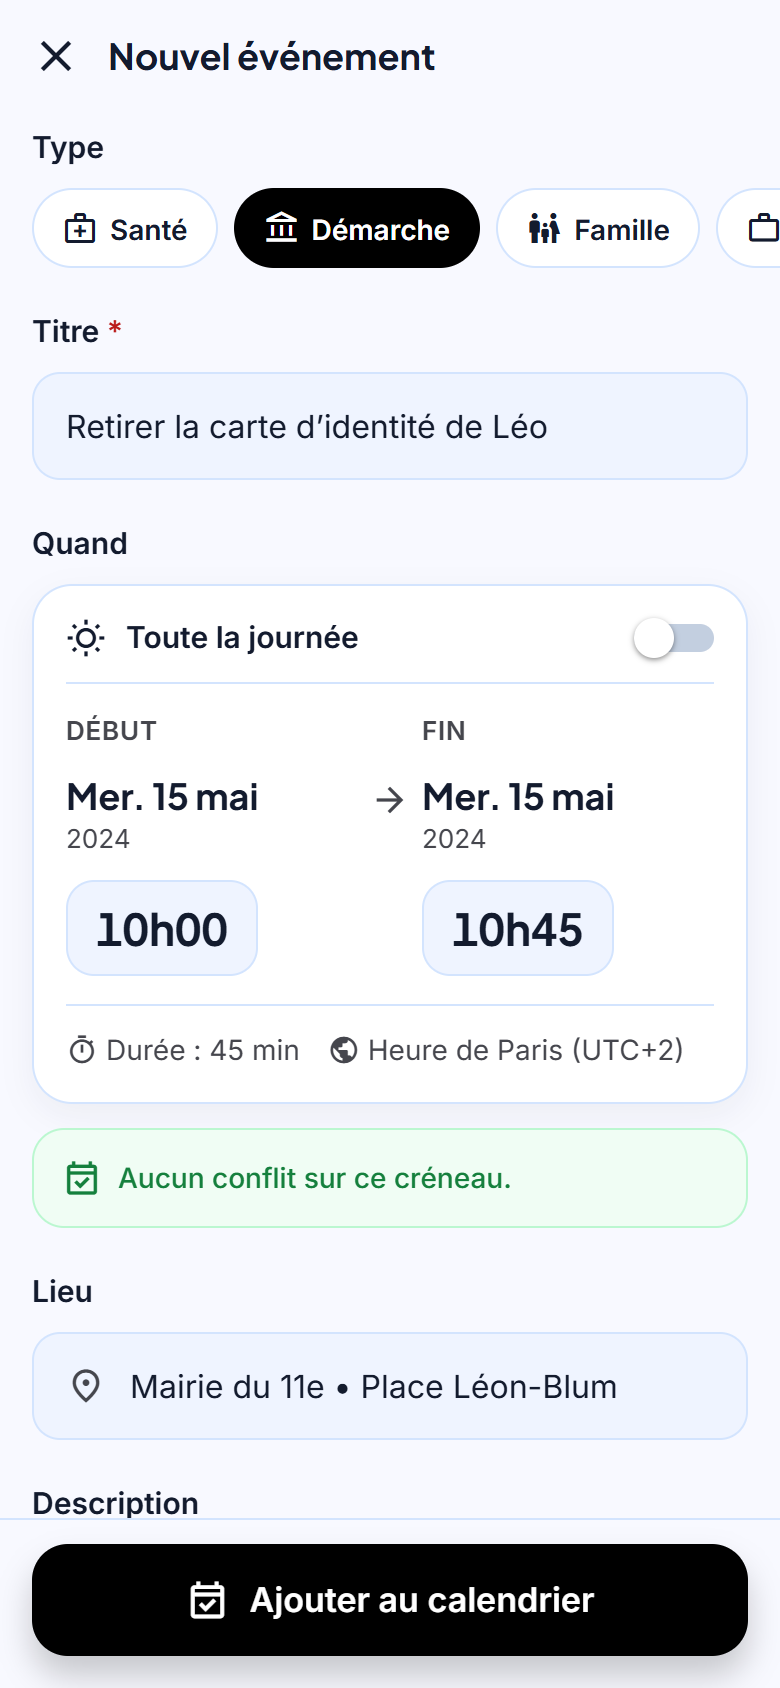 Nouvel événement
Type
Santé
Démarche
Famille
Titre *
Retirer la carte d’identité de Léo
Quand
Toute la journée
DÉBUT
FIN
Mer. 15 mai
Mer. 15 mai
2024
2024
10h00
10h45
Durée : 45 min
Heure de Paris (UTC+2)
Aucun conflit sur ce créneau.
Lieu
Mairie du 11e • Place Léon-Blum
Description
Ajouter au calendrier